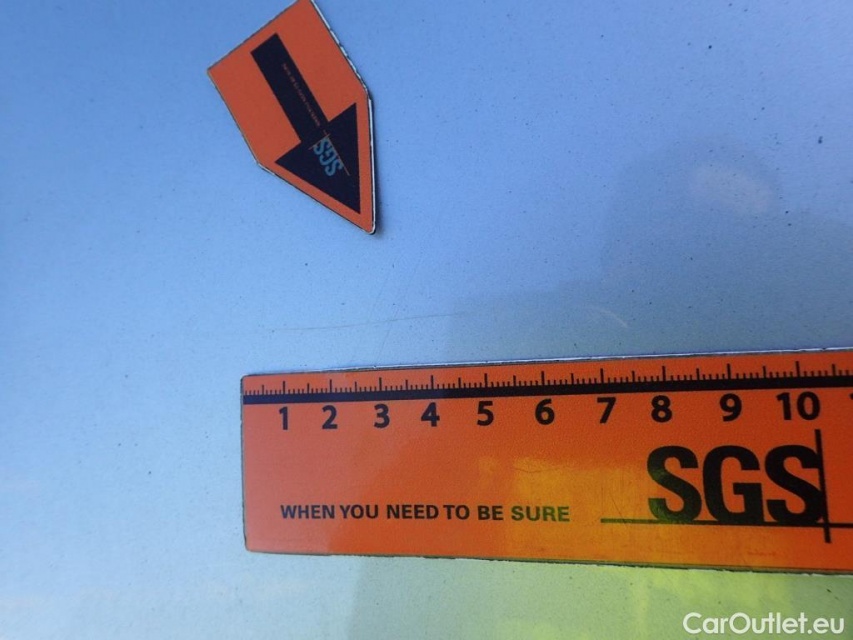 SGS
1 2 3 4 5 6 7 8 9 10
WHEN YOU NEED TO BE SURE
SGS
CarOutlet.eu